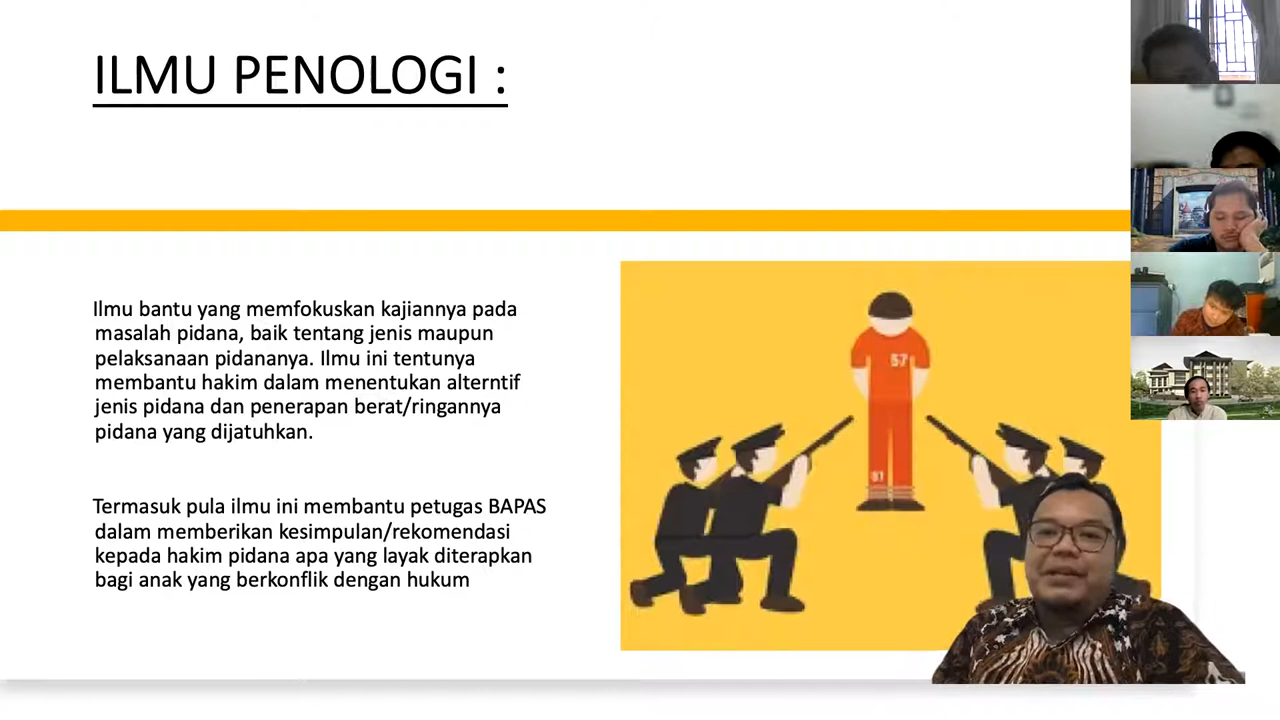 ILMU PENOLOGI :
Ilmu bantu yang memfokuskan kajiannya pada
masalah pidana, baik tentang jenis maupun
pelaksanaan pidananya. Ilmu ini tentunya
membantu hakim dalam menentukan alterntif
jenis pidana dan penerapan berat/ringannya
pidana yang dijatuhkan.
Termasuk pula ilmu ini membantu petugas BAPAS
dalam memberikan kesimpulan/rekomendasi
kepada hakim pidana apa yang layak diterapkan
bagi anak yang berkonflik dengan hukum
57